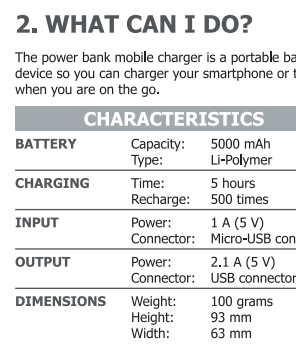 2. WHAT CAN I DO?
The power bank mobile charger is a portable ba
device so you can charger your smartphone or t
when you are on the go.
CHARACTERISTICS
BATTERY Capacity: 5000 mAh
Type: Li-Polymer
CHARGING Time: 5 hours
Recharge: 500 times
INPUT Power: 1 A (5 V)
Connector: Micro-USB con
OUTPUT Power: 2.1 A (5 V)
Connector: USB connector
DIMENSIONS Weight: 100 grams
Height: 93 mm
Width: 63 mm